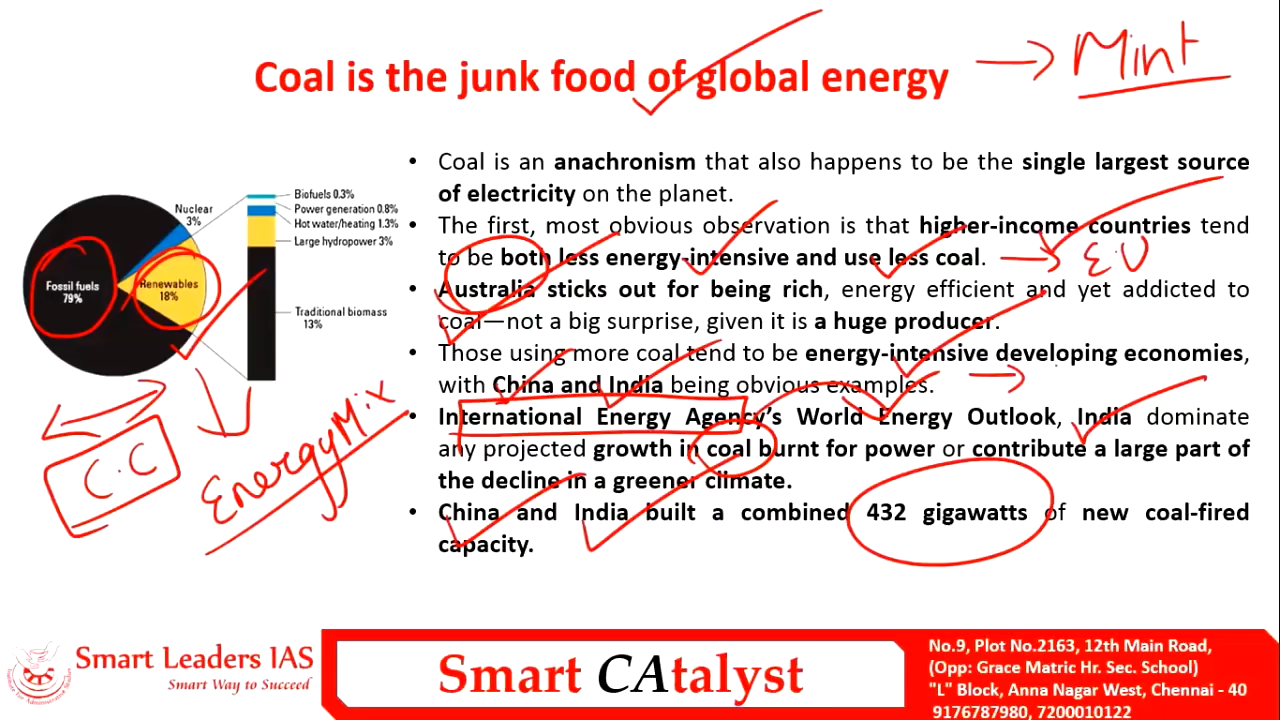 Coal is the junk food of global energy
→ Mint
Nuclear
3%
Fossil fuels
79%
Renewables
18%
Biofuels 0.3%
Power generation 0.8%
Hot water/heating 1.3%
Large hydropower 3%
Traditional biomass
13%
C.C
Energy Mix
• Coal is an anachronism that also happens to be the single largest source
of electricity on the planet.
• The first, most obvious observation is that higher-income countries tend
to be both less energy-intensive and use less coal. → E.U
• Australia sticks out for being rich, energy efficient and yet addicted to
coal—not a big surprise, given it is a huge producer.
• Those using more coal tend to be energy-intensive developing economies,
with China and India being obvious examples. →
• International Energy Agency's World Energy Outlook, India dominate
any projected growth in coal burnt for power or contribute a large part of
the decline in a greener climate.
• China and India built a combined 432 gigawatts of new coal-fired
capacity.
Smart Leaders IAS
Smart Way to Succeed
Smart CAtalyst
No.9, Plot No.2163, 12th Main Road,
(Opp: Grace Matric Hr. Sec. School)
"L" Block, Anna Nagar West, Chennai - 40
9176787980, 7200010122